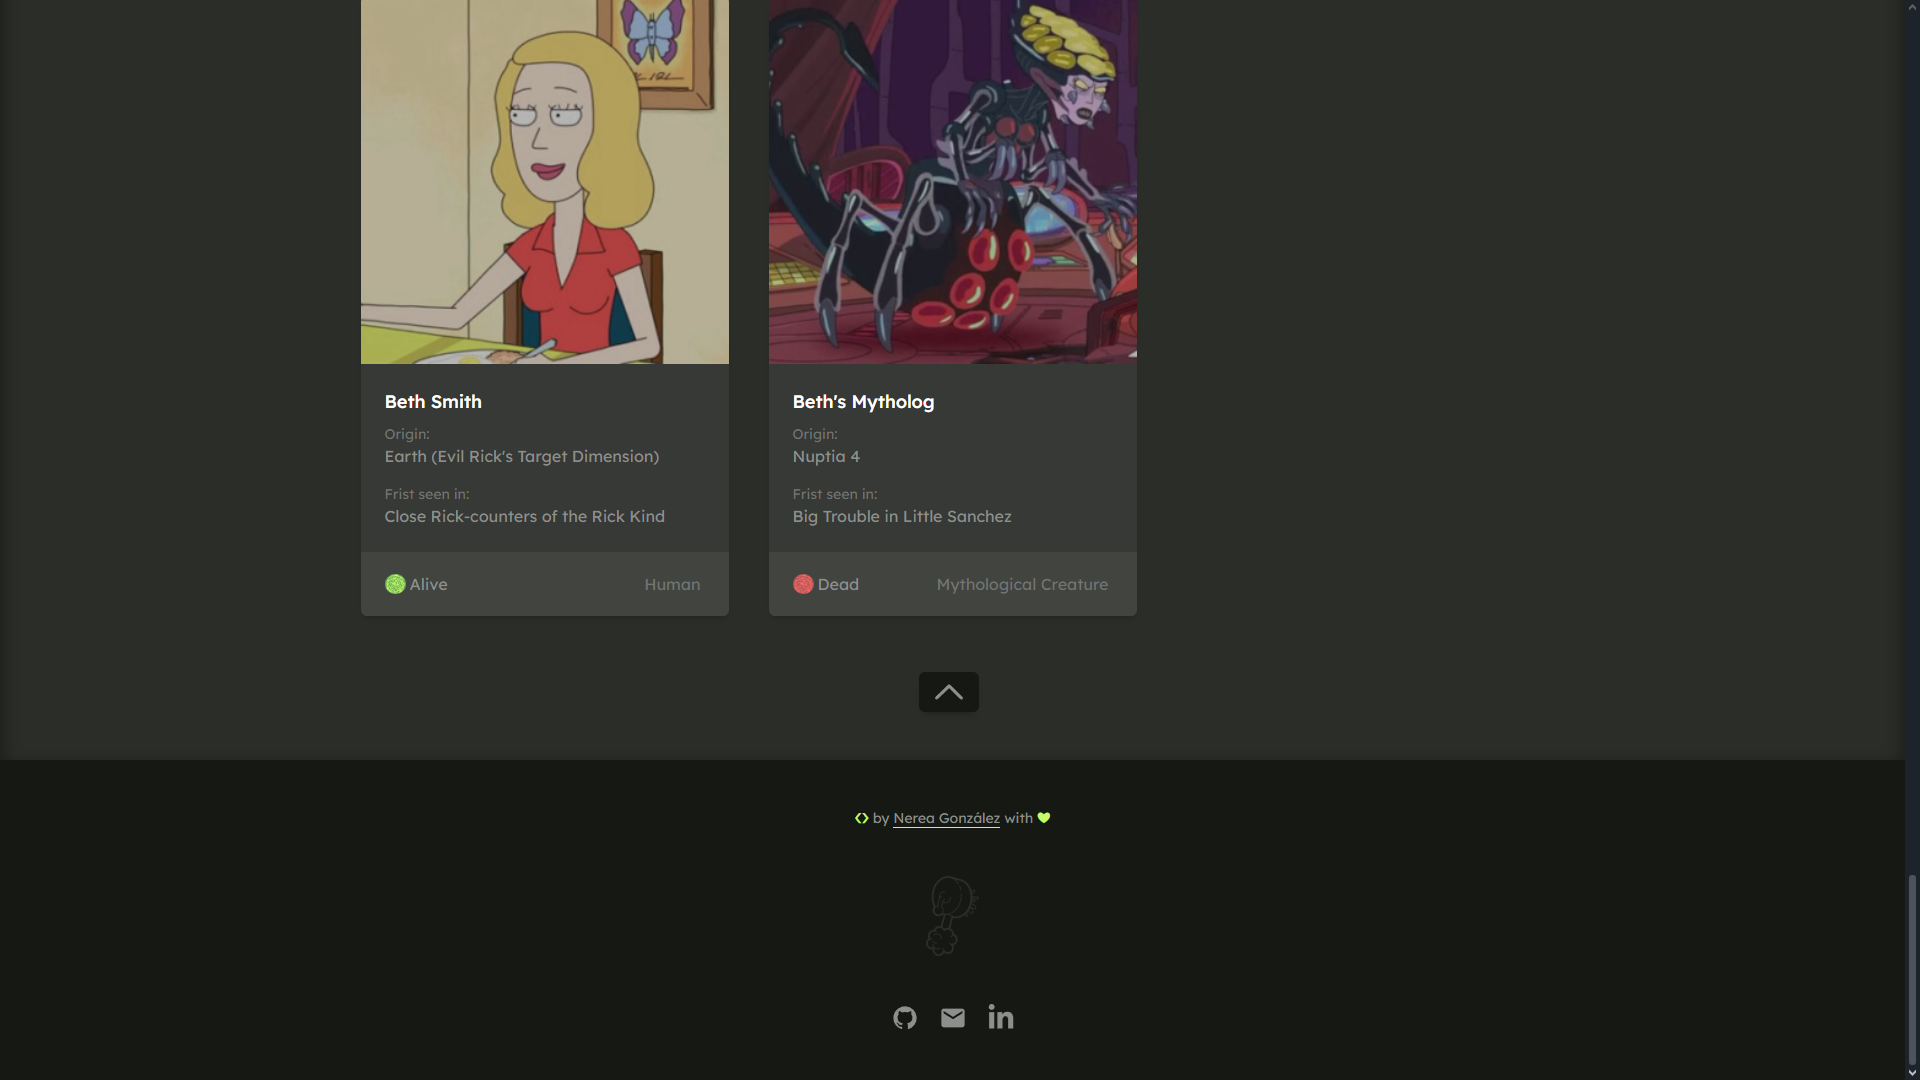 Beth Smith
Origin:
Earth (Evil Rick's Target Dimension)
Frist seen in:
Close Rick-counters of the Rick Kind
Alive
Human
Beth's Mytholog
Origin:
Nuptia 4
Frist seen in:
Big Trouble in Little Sanchez
Dead
Mythological Creature
by Nerea González with